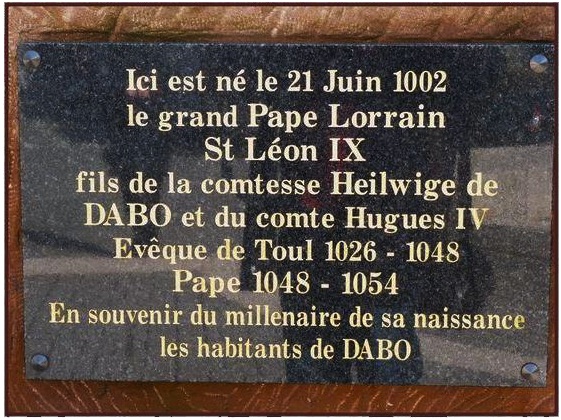 Ici est né le 21 Juin 1002
le grand Pape Lorrain
St Léon IX
fils de la comtesse Heilwige de
DABO et du comte Hugues IV
Evêque de Toul 1026 - 1048
Pape 1048 - 1054
En souvenir du millenaire de sa naissance
les habitants de DABO